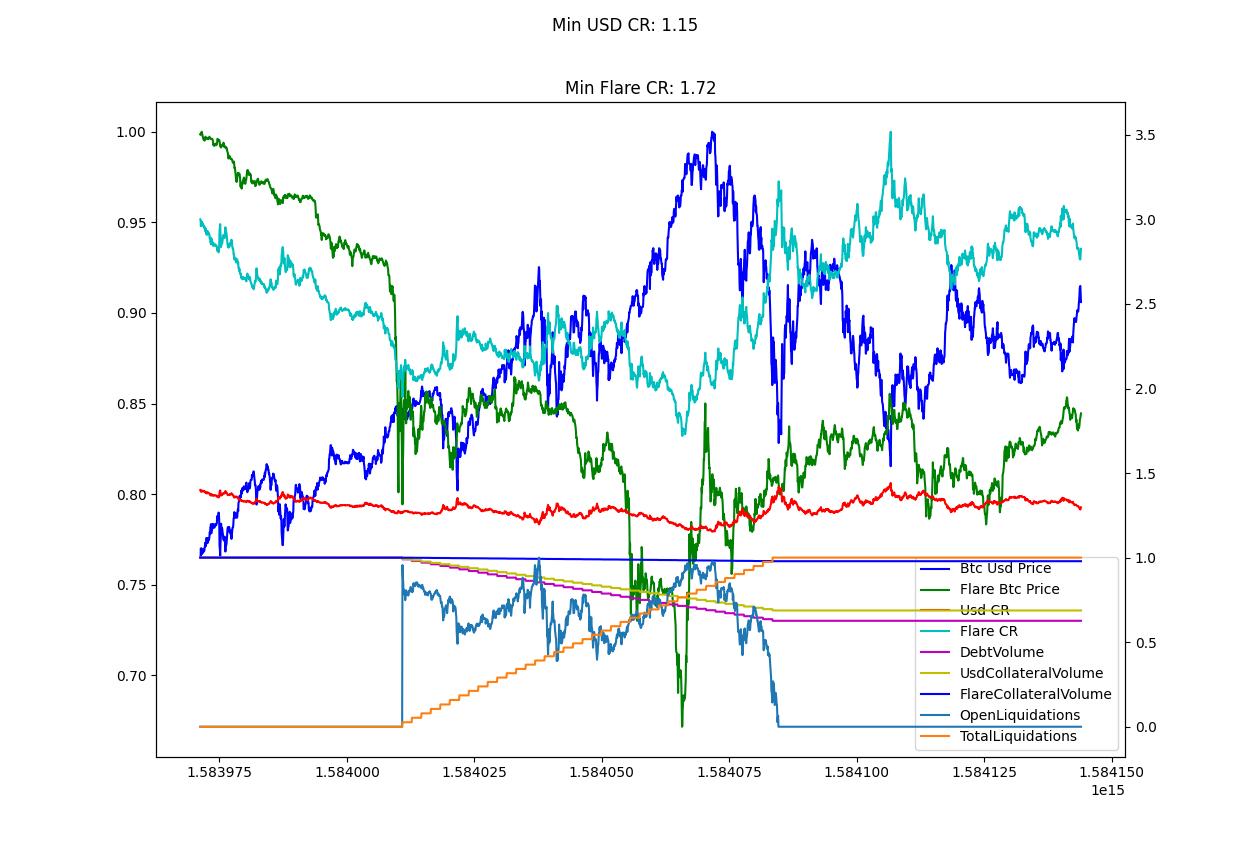 Min USD CR: 1.15
Min Flare CR: 1.72
1.00
0.95
0.90
0.85
0.80
0.75
0.70
3.5
3.0
2.5
2.0
1.5
1.0
0.5
0.0
Btc Usd Price
Flare Btc Price
Usd CR
Flare CR
DebtVolume
UsdCollateralVolume
FlareCollateralVolume
OpenLiquidations
TotalLiquidations
1.583975 1.584000 1.584025 1.584050 1.584075 1.584100 1.584125 1.584150
1e15